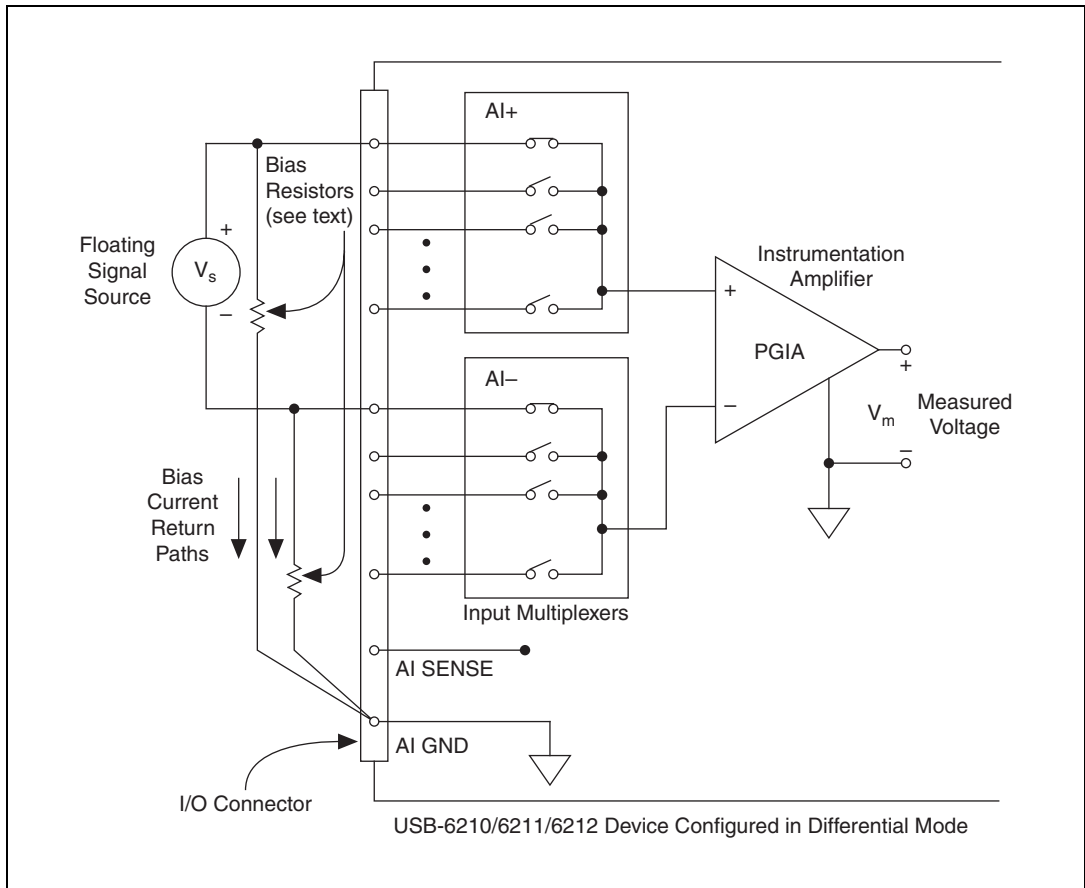 AI+
Bias
Resistors
(see text)
Floating
Signal
Source
+
Vs
–
Instrumentation
Amplifier
+
PGIA
–
+
Vm
Measured
Voltage
–
AI–
Bias
Current
Return
Paths
Input Multiplexers
AI SENSE
AI GND
I/O Connector
USB-6210/6211/6212 Device Configured in Differential Mode